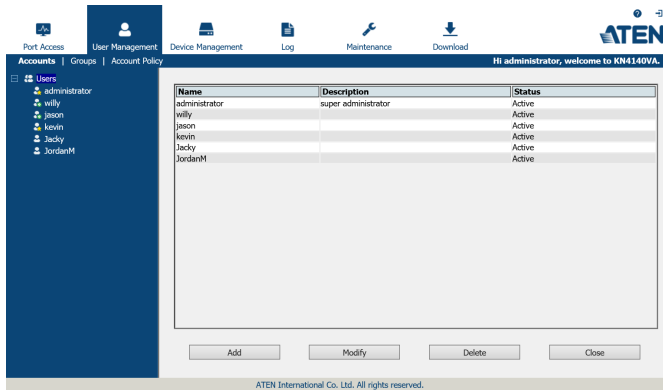 ATEN
Port Access
User Management
Device Management
Log
Maintenance
Download
Accounts | Groups | Account Policy
Hi administrator, welcome to KN4140VA.
Users
administrator
willy
jason
kevin
Jacky
JordanM
Name Description Status
administrator super administrator Active
willy Active
jason Active
kevin Active
Jacky Active
JordanM Active
Add Modify Delete Close
ATEN International Co. Ltd. All rights reserved.